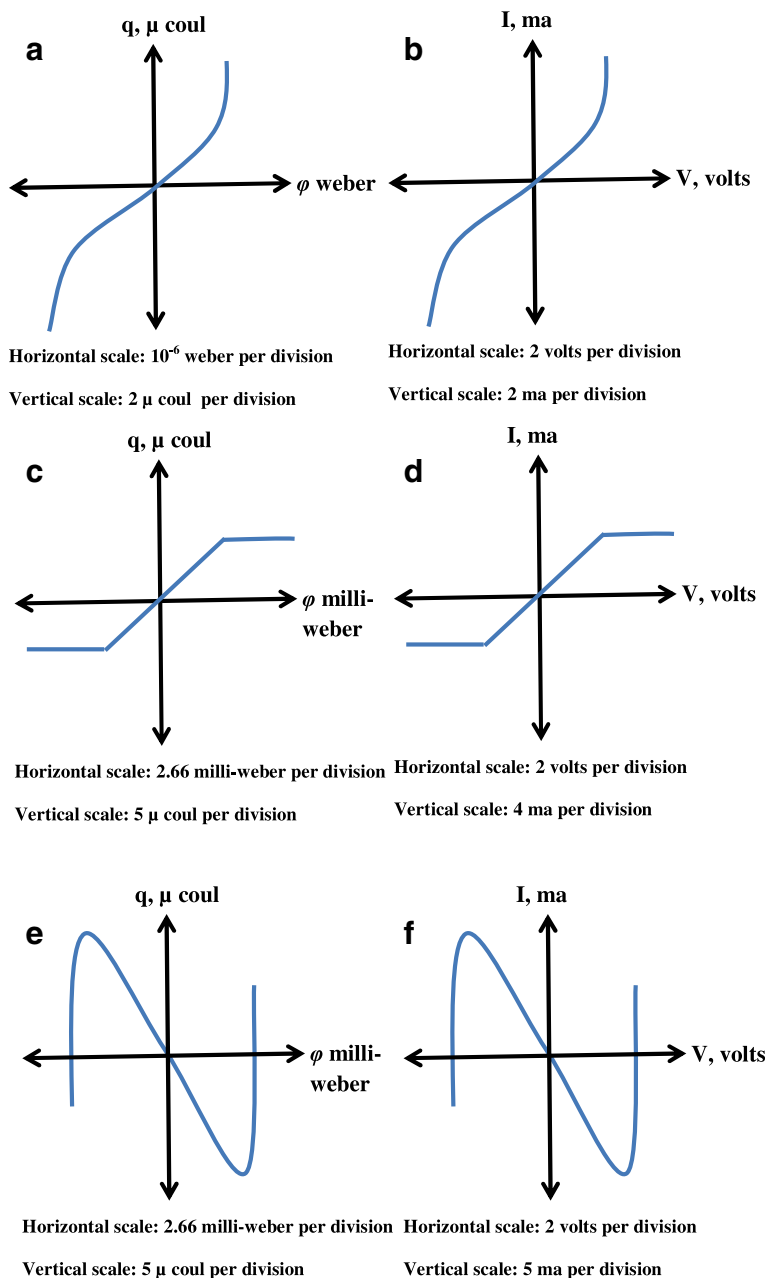 a
q, µ coul
φ weber
Horizontal scale: 10⁻⁶ weber per division
Vertical scale: 2 µ coul per division
b
I, ma
V, volts
Horizontal scale: 2 volts per division
Vertical scale: 2 ma per division
c
q, µ coul
φ milli-
weber
Horizontal scale: 2.66 milli-weber per division
Vertical scale: 5 µ coul per division
d
I, ma
V, volts
Horizontal scale: 2 volts per division
Vertical scale: 4 ma per division
e
q, µ coul
φ milli-
weber
Horizontal scale: 2.66 milli-weber per division
Vertical scale: 5 µ coul per division
f
I, ma
V, volts
Horizontal scale: 2 volts per division
Vertical scale: 5 ma per division